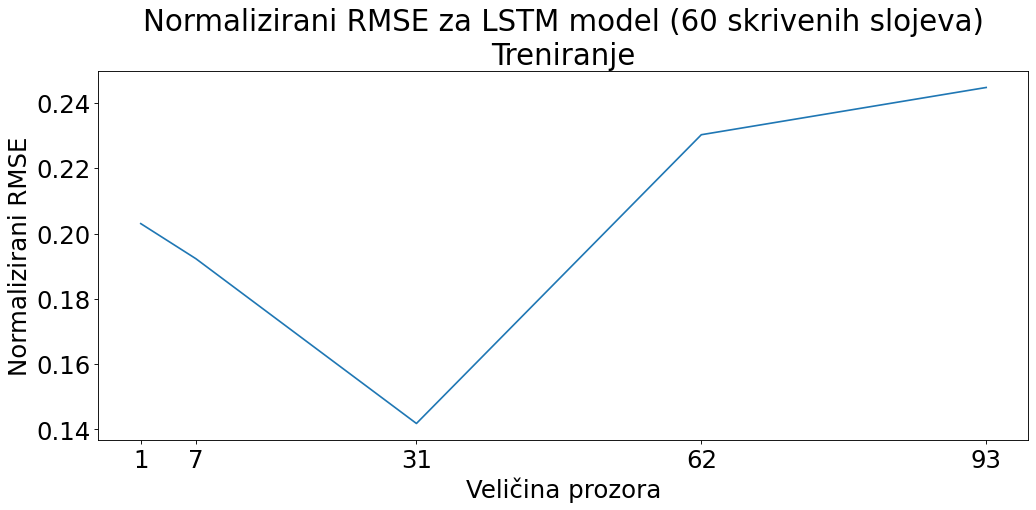 Normalizirani RMSE za LSTM model (60 skrivenih slojeva)
Treniranje
Normalizirani RMSE
0.24
0.22
0.20
0.18
0.16
0.14
1 7 31 62 93
Veličina prozora